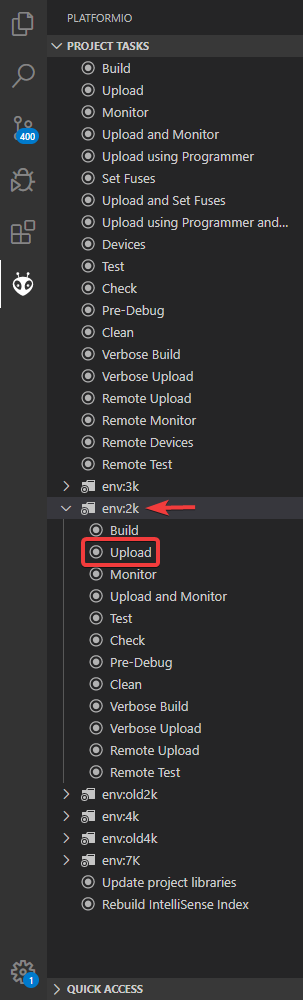 PLATFORMIO
PROJECT TASKS
Build
Upload
Monitor
Upload and Monitor
Upload using Programmer
Set Fuses
Upload and Set Fuses
Upload using Programmer and...
Devices
Test
Check
Pre-Debug
Clean
Verbose Build
Verbose Upload
Remote Upload
Remote Monitor
Remote Devices
Remote Test
env:3k
env:2k
Build
Upload
Monitor
Upload and Monitor
Test
Check
Pre-Debug
Clean
Verbose Build
Verbose Upload
Remote Upload
Remote Test
env:old2k
env:4k
env:old4k
env:7K
Update project libraries
Rebuild IntelliSense Index
QUICK ACCESS
400
1